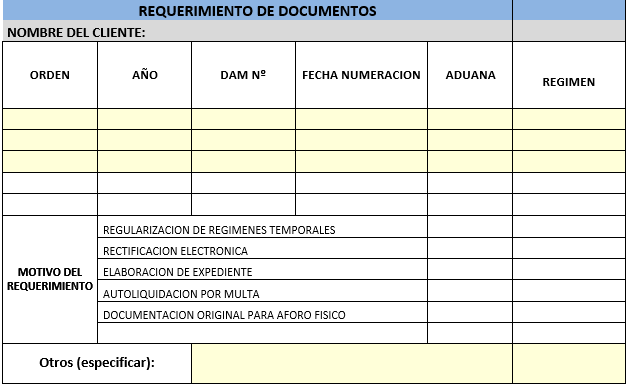 REQUERIMIENTO DE DOCUMENTOS
NOMBRE DEL CLIENTE:
ORDEN AÑO DAM Nº FECHA NUMERACION ADUANA REGIMEN
REGULARIZACION DE REGIMENES TEMPORALES
RECTIFICACION ELECTRONICA
MOTIVO DEL
REQUERIMIENTO
ELABORACION DE EXPEDIENTE
AUTOLIQUIDACION POR MULTA
DOCUMENTACION ORIGINAL PARA AFORO FISICO
Otros (especificar):